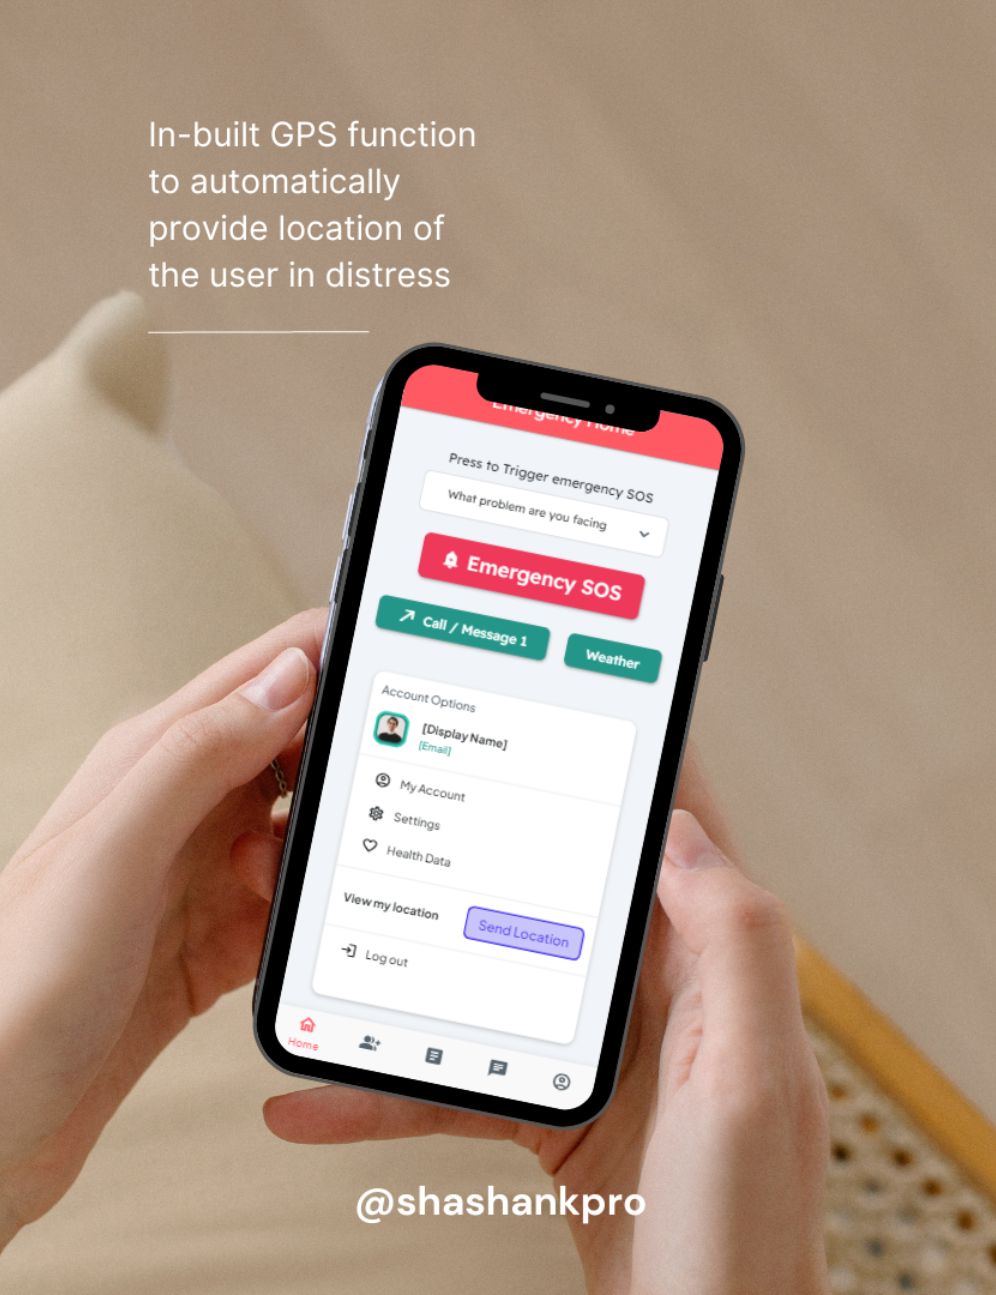 In-built GPS function
to automatically
provide location of
the user in distress
Emergency Home
Press to Trigger emergency SOS
What problem are you facing
Emergency SOS
Call / Message 1
Weather
Account Options
[Display Name]
[Email]
My Account
Settings
Health Data
View my location
Send Location
Log out
Home
@shashankpro